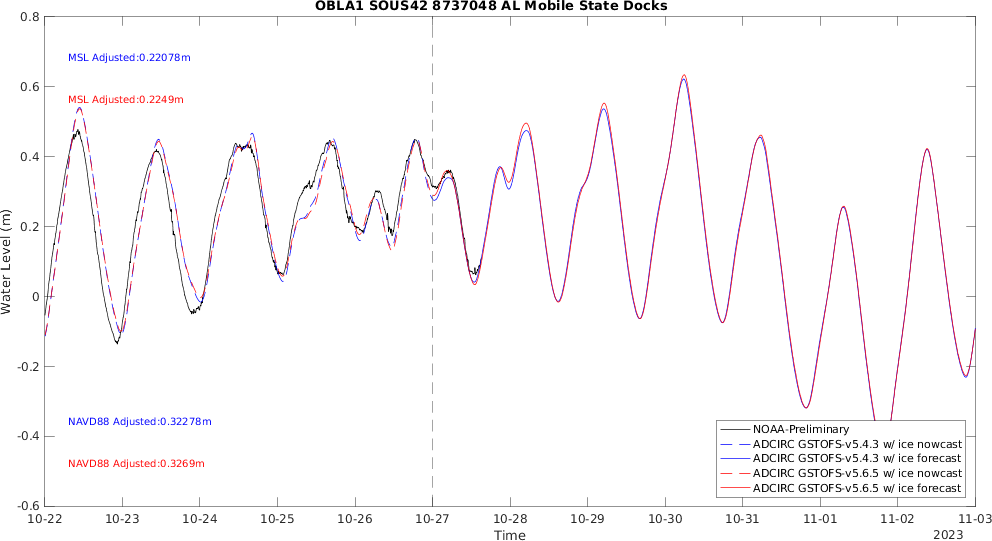 OBLA1 SOUS42 8737048 AL Mobile State Docks
0.8
0.6
0.4
0.2
0
-0.2
-0.4
-0.6
Water Level (m)
MSL Adjusted:0.22078m
MSL Adjusted:0.2249m
NAVD88 Adjusted:0.32278m
NAVD88 Adjusted:0.3269m
NOAA-Preliminary
ADCIRC GSTOFS-v5.4.3 w/ ice nowcast
ADCIRC GSTOFS-v5.4.3 w/ ice forecast
ADCIRC GSTOFS-v5.6.5 w/ ice nowcast
ADCIRC GSTOFS-v5.6.5 w/ ice forecast
10-22 10-23 10-24 10-25 10-26 10-27 10-28 10-29 10-30 10-31 11-01 11-02 11-03
Time
2023